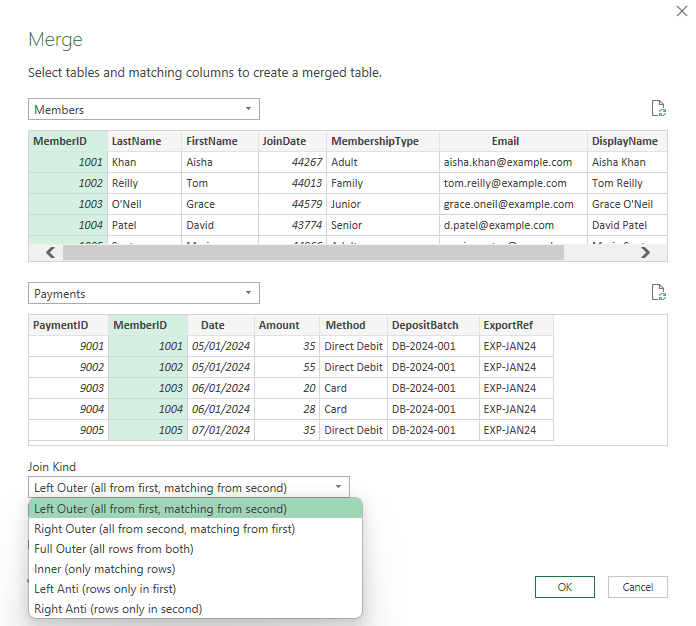 Merge
Select tables and matching columns to create a merged table.
Members
MemberID LastName FirstName JoinDate MembershipType Email DisplayName
1001 Khan Aisha 44267 Adult aisha.khan@example.com Aisha Khan
1002 Reilly Tom 44013 Family tom.reilly@example.com Tom Reilly
1003 O'Neil Grace 44579 Junior grace.oneil@example.com Grace O'Neil
1004 Patel David 43774 Senior d.patel@example.com David Patel
Payments
PaymentID MemberID Date Amount Method DepositBatch ExportRef
9001 1001 05/01/2024 35 Direct Debit DB-2024-001 EXP-JAN24
9002 1002 05/01/2024 55 Direct Debit DB-2024-001 EXP-JAN24
9003 1003 06/01/2024 20 Card DB-2024-001 EXP-JAN24
9004 1004 06/01/2024 28 Card DB-2024-001 EXP-JAN24
9005 1005 07/01/2024 35 Direct Debit DB-2024-001 EXP-JAN24
Join Kind
Left Outer (all from first, matching from second)
Left Outer (all from first, matching from second)
Right Outer (all from second, matching from first)
Full Outer (all rows from both)
Inner (only matching rows)
Left Anti (rows only in first)
Right Anti (rows only in second)
OK Cancel